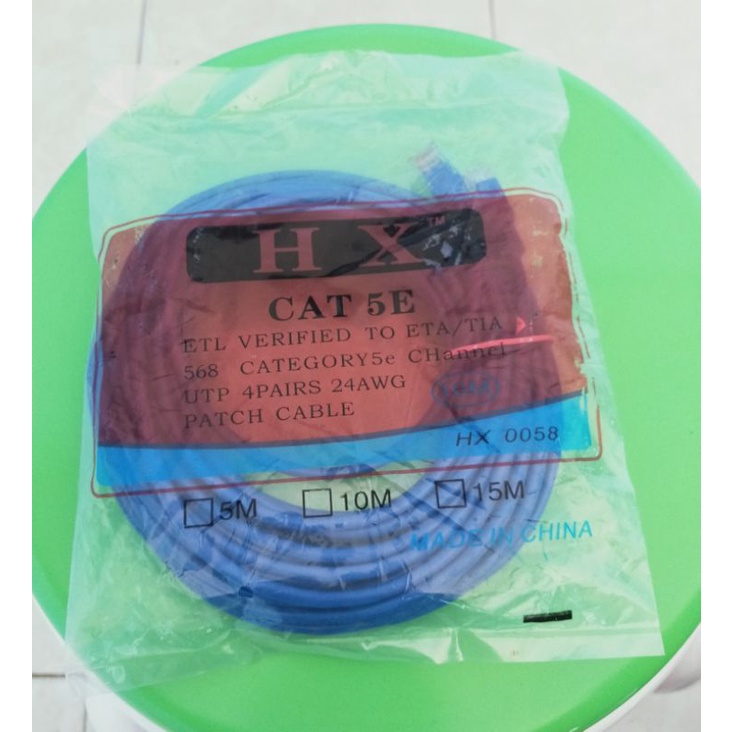 H X™
CAT 5E
ETL VERIFIED TO ETA/TIA
568 CATEGORY5e CHannel
UTP 4PAIRS 24AWG
PATCH CABLE
HX 0058
5M 10M 15M
MADE IN CHINA